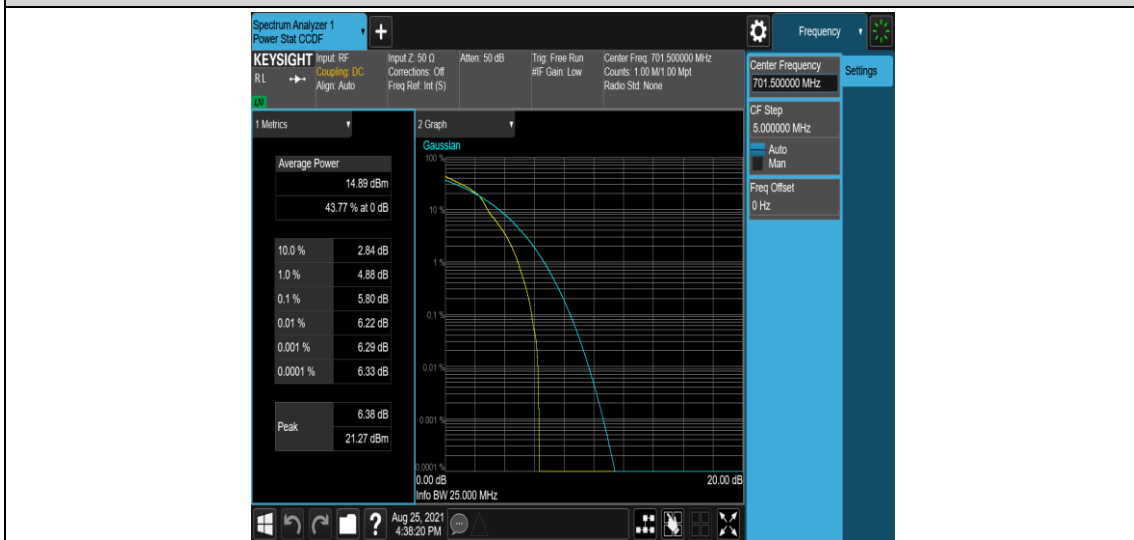 Spectrum Analyzer 1
Power Stat CCDF
+
Frequency
KEYSIGHT
RL
LXI
Input: RF
Coupling: DC
Align: Auto
Input Z: 50 Ω
Corrections: Off
Freq Ref: Int (S)
Atten: 50 dB
Trig: Free Run
#IF Gain: Low
Center Freq: 701.500000 MHz
Counts: 1.00 M/1.00 Mpt
Radio Std: None
Center Frequency
701.500000 MHz
Settings
CF Step
5.000000 MHz
Auto
Man
Freq Offset
0 Hz
1 Metrics
Average Power
14.89 dBm
43.77 % at 0 dB
10.0 % 2.84 dB
1.0 % 4.88 dB
0.1 % 5.80 dB
0.01 % 6.22 dB
0.001 % 6.29 dB
0.0001 % 6.33 dB
Peak 6.38 dB
21.27 dBm
2 Graph
Gaussian
100 %
10 %
1 %
0.1 %
0.01 %
0.001 %
0.0001 %
0.00 dB 20.00 dB
Info BW 25.000 MHz
?
Aug 25, 2021
4:38:20 PM